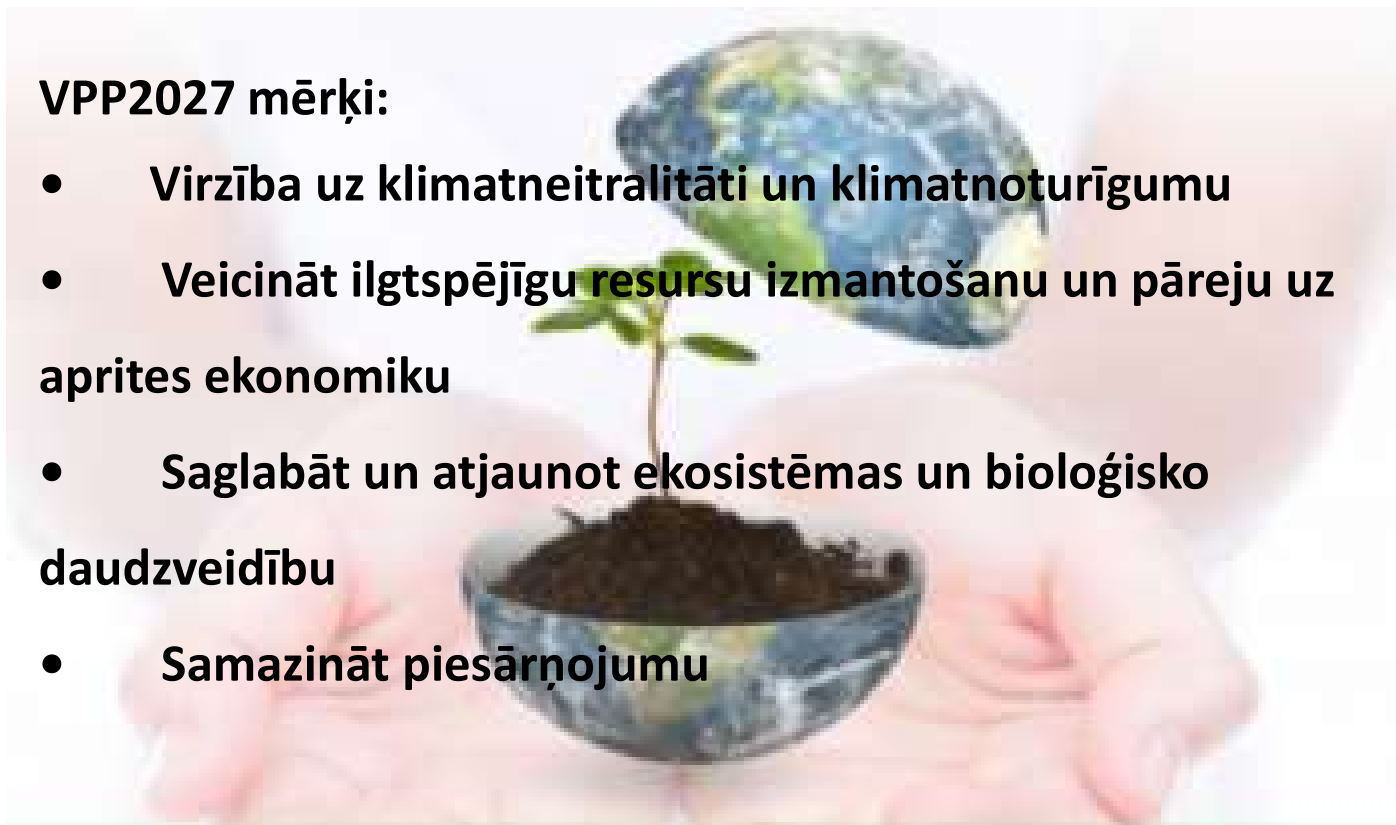 VPP2027 mērķi:
• Virzība uz klimatneitralitāti un klimatnoturīgumu
• Veicināt ilgtspējīgu resursu izmantošanu un pāreju uz
aprites ekonomiku
• Saglabāt un atjaunot ekosistēmas un bioloģisko
daudzveidību
• Samazināt piesārņojumu